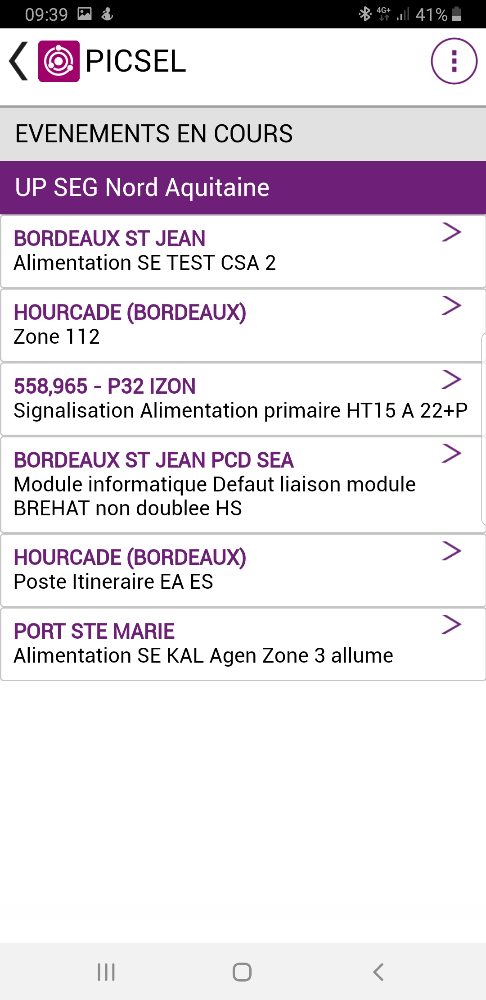 09:39
4G+ 41%
PICSEL
EVENEMENTS EN COURS
UP SEG Nord Aquitaine
BORDEAUX ST JEAN
Alimentation SE TEST CSA 2
HOURCADE (BORDEAUX)
Zone 112
558,965 - P32 IZON
Signalisation Alimentation primaire HT15 A 22+P
BORDEAUX ST JEAN PCD SEA
Module informatique Defaut liaison module
BREHAT non doublee HS
HOURCADE (BORDEAUX)
Poste Itineraire EA ES
PORT STE MARIE
Alimentation SE KAL Agen Zone 3 allume